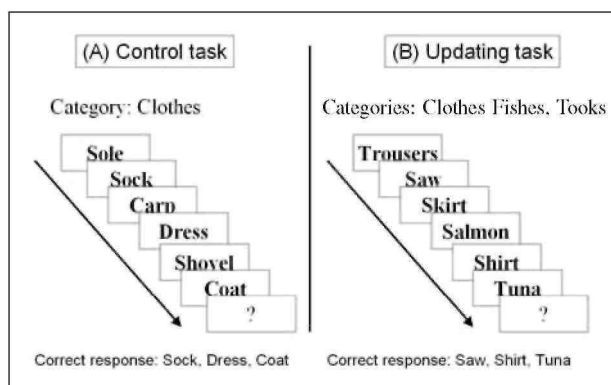 (A) Control task
Category: Clothes
Sole
Sock
Carp
Dress
Shovel
Coat
?
Correct response: Sock, Dress, Coat
(B) Updating task
Categories: Clothes Fishes, Tooks
Trousers
Saw
Skirt
Salmon
Shirt
Tuna
?
Correct response: Saw, Shirt, Tuna